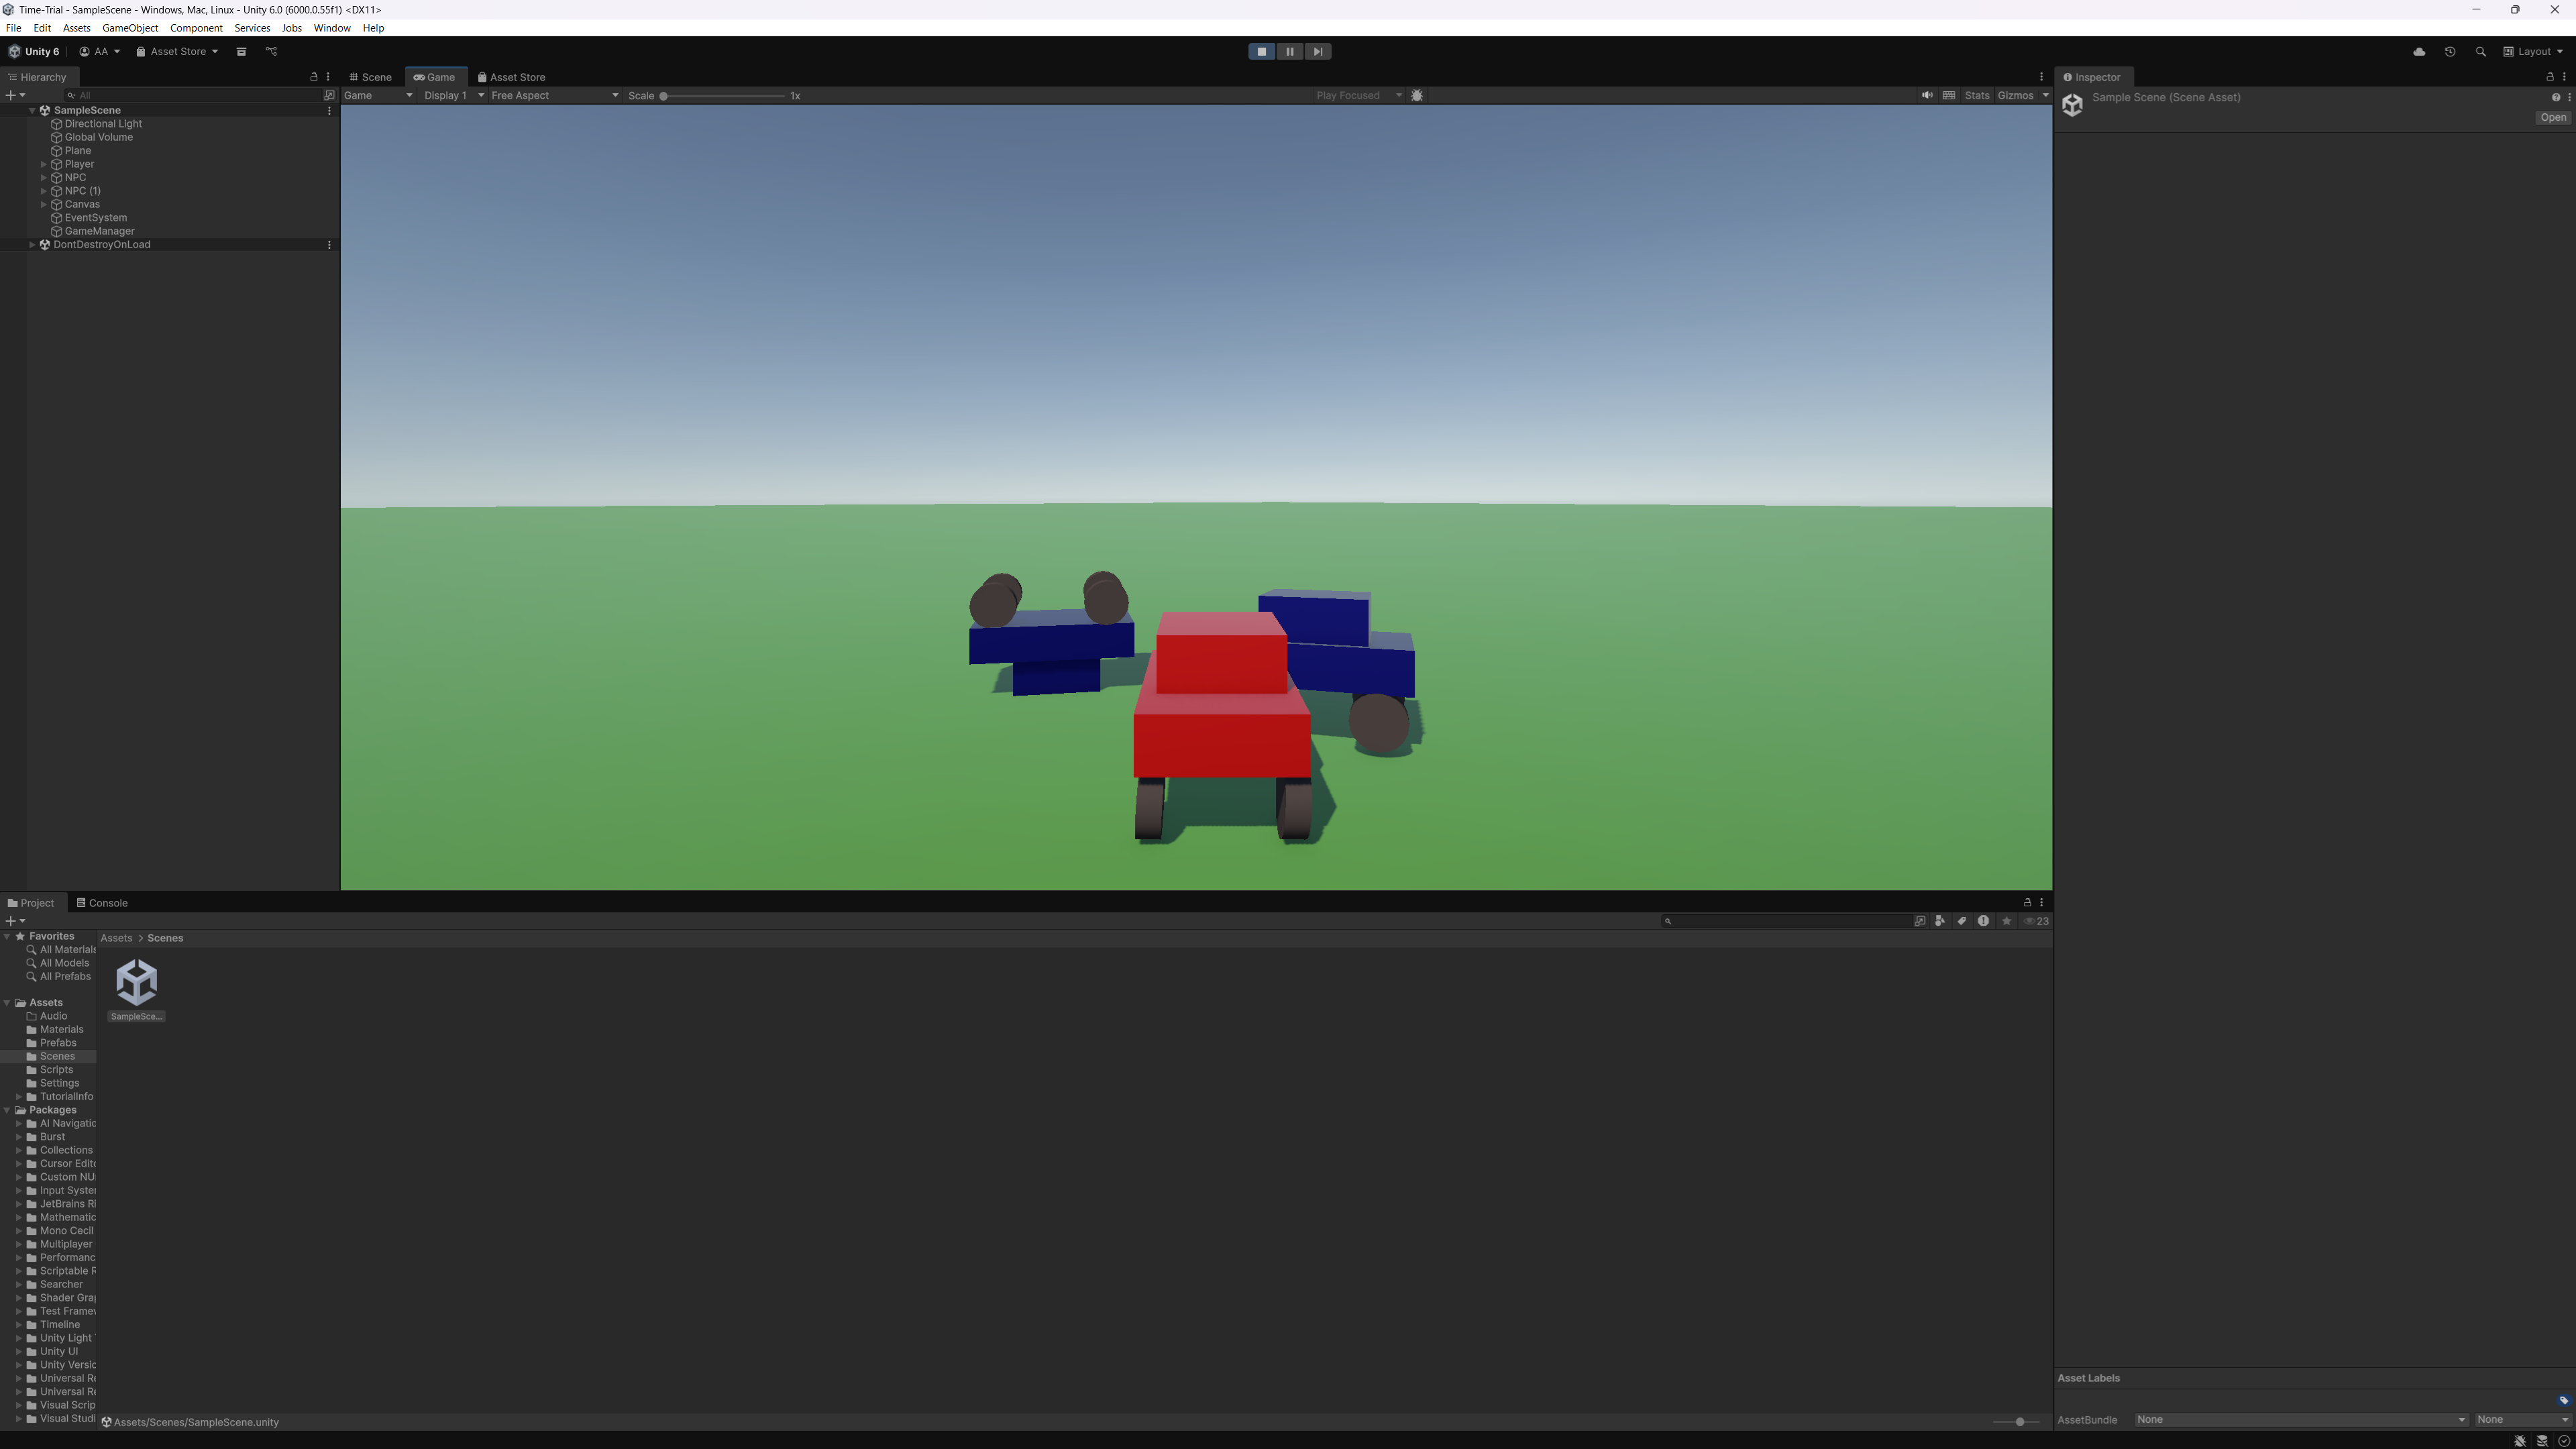 Time-Trial - SampleScene - Windows, Mac, Linux - Unity 6.0 (6000.0.55f1) <DX11>
File Edit Assets GameObject Component Services Jobs Window Help
Unity 6 AA Asset Store Layout
Hierarchy
All
SampleScene
Directional Light
Global Volume
Plane
Player
NPC
NPC (1)
Canvas
EventSystem
GameManager
DontDestroyOnLoad
Scene Game Asset Store
Game Display 1 Free Aspect Scale 1x Play Focused Stats Gizmos
Inspector
Sample Scene (Scene Asset)
Open
Project Console
23
Favorites
All Materials
All Models
All Prefabs
Assets
Audio
Materials
Prefabs
Scenes
Scripts
Settings
TutorialInfo
Packages
AI Navigatic
Burst
Collections
Cursor Edito
Custom NU
Input Syster
JetBrains Ri
Mathematic
Mono Cecil
Multiplayer
Performanc
Scriptable R
Searcher
Shader Grap
Test Framew
Timeline
Unity Light
Unity UI
Unity Versio
Universal Re
Universal Re
Visual Scrip
Visual Studi
Assets > Scenes
SampleSce...
Assets/Scenes/SampleScene.unity
Asset Labels
AssetBundle None None